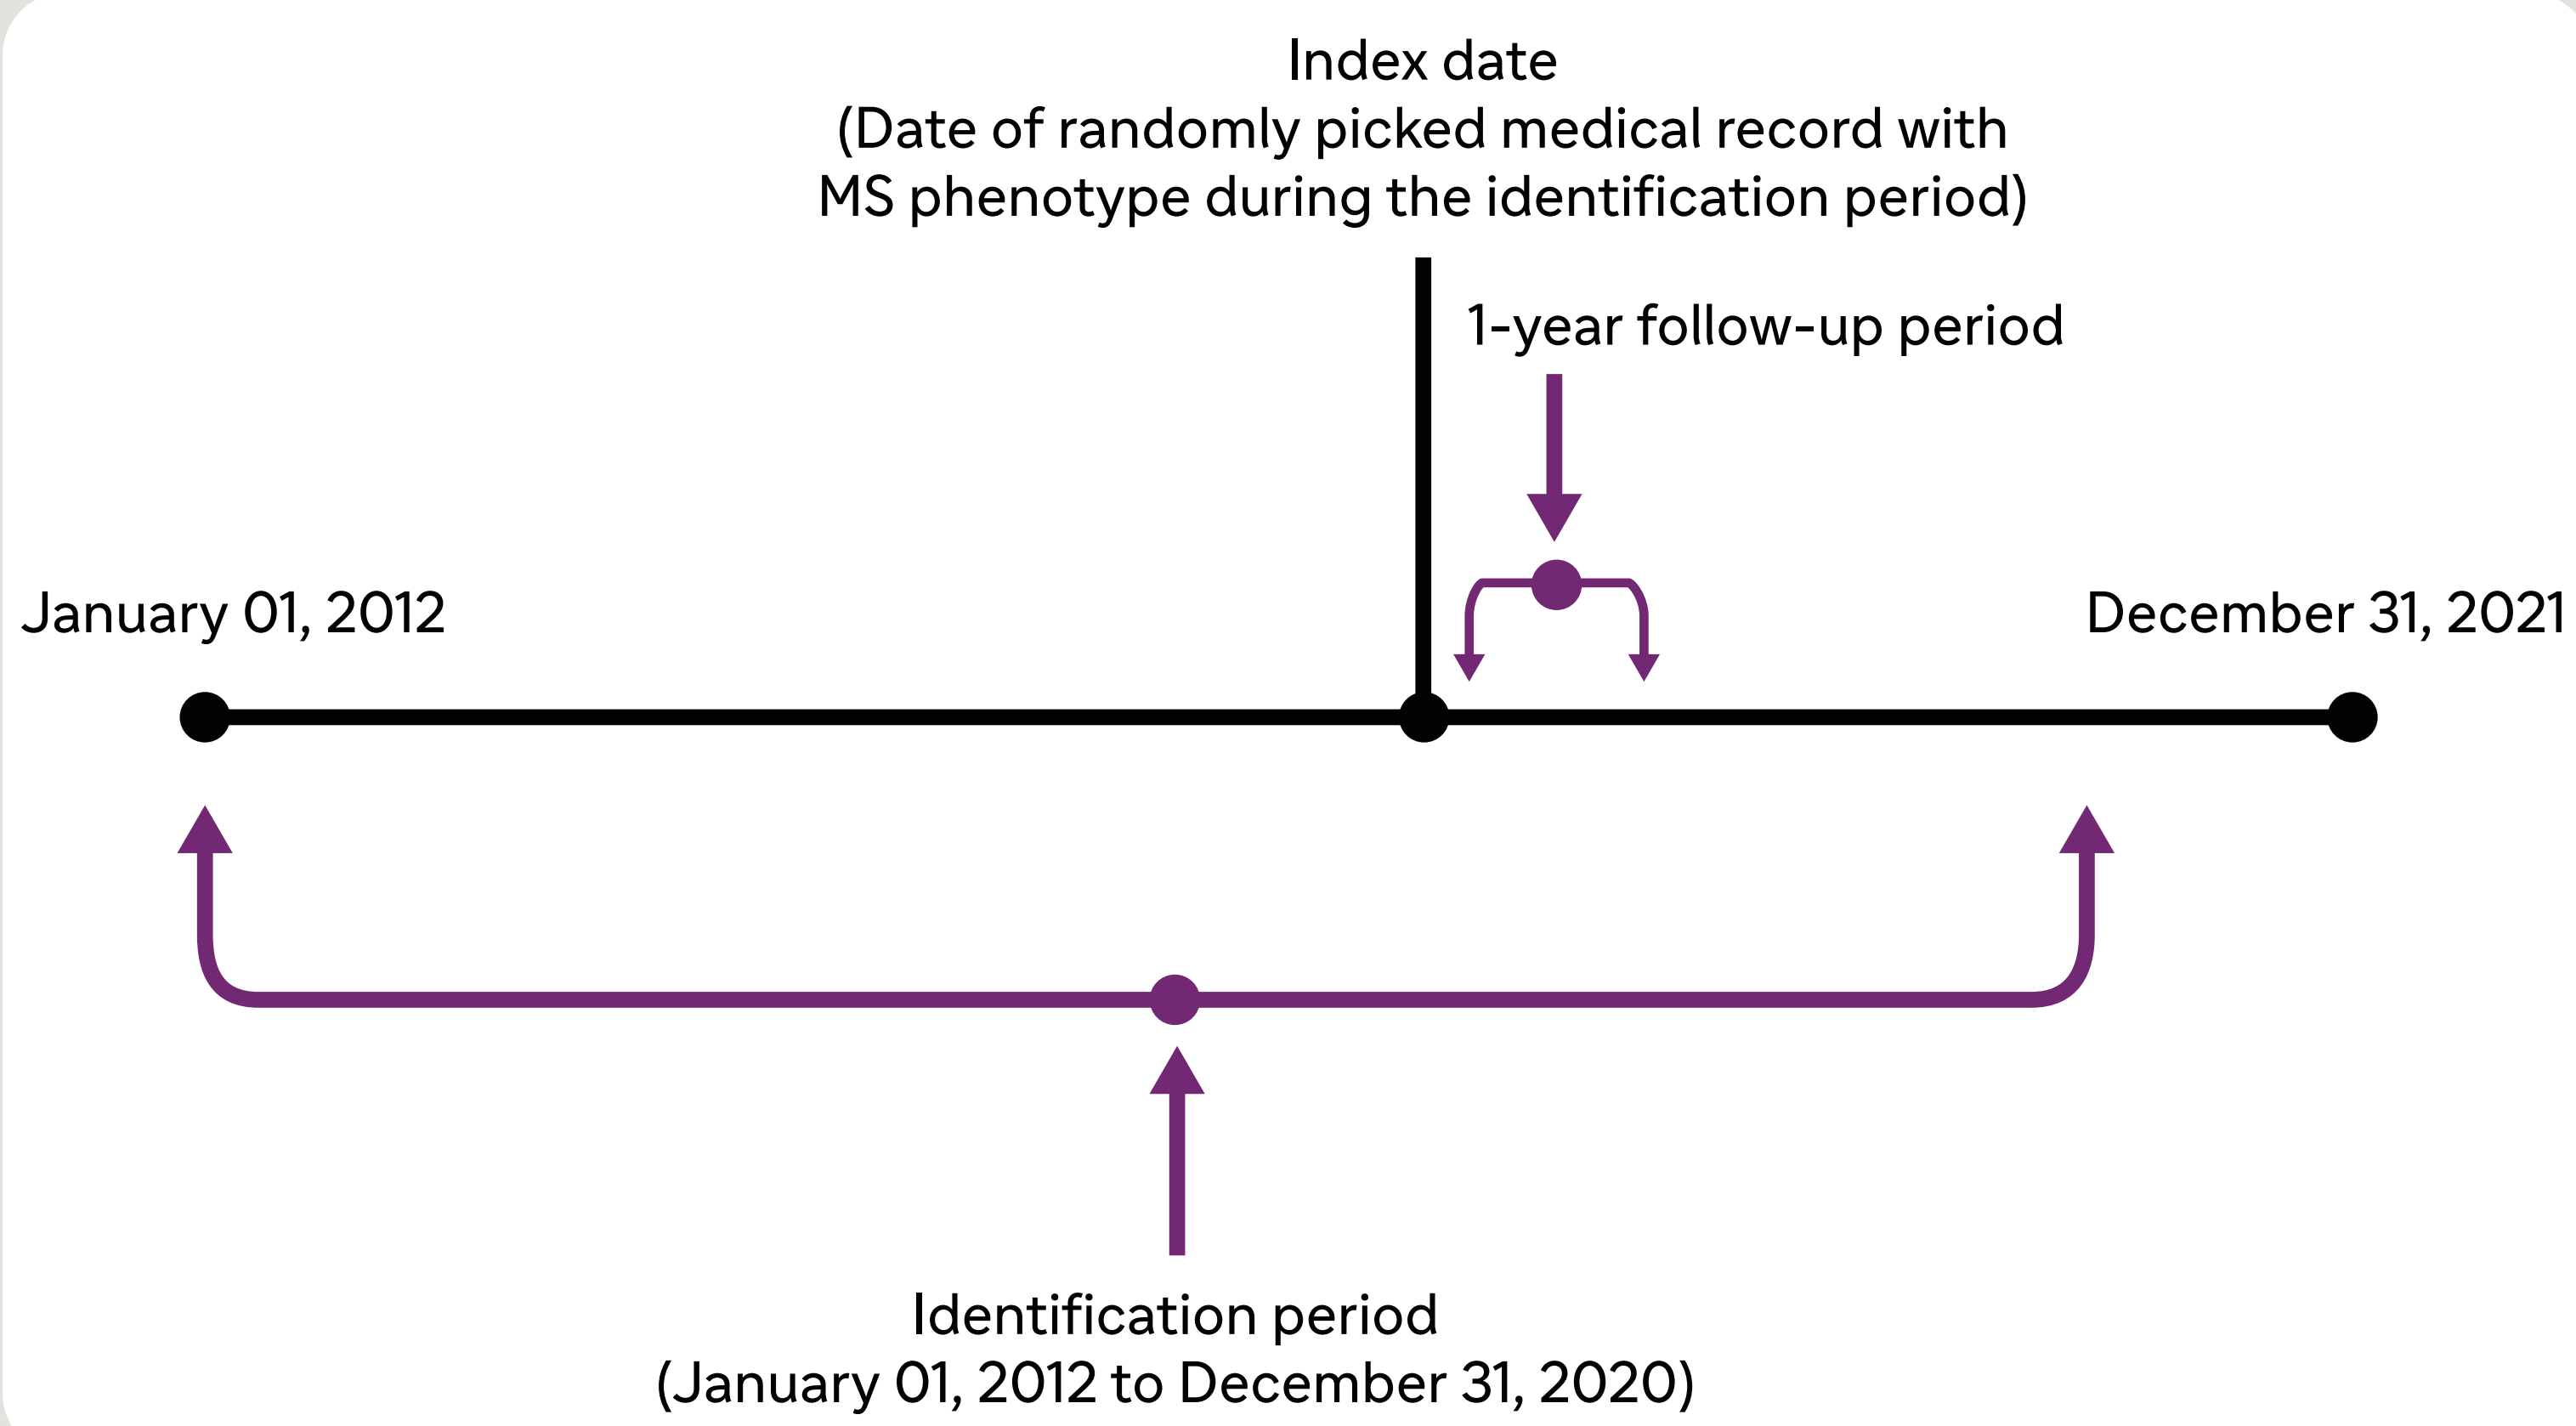 Index date
(Date of randomly picked medical record with
MS phenotype during the identification period)
1-year follow-up period
January 01, 2012
December 31, 2021
Identification period
(January 01, 2012 to December 31, 2020)